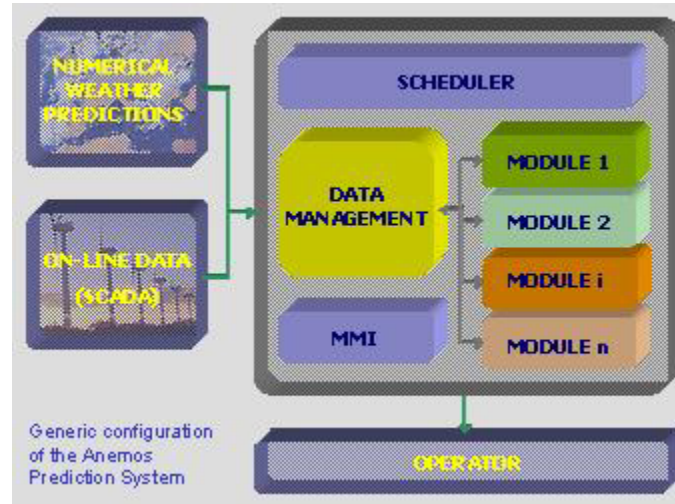 NUMERICAL
WEATHER
PREDICTIONS
ON-LINE DATA
(SCADA)
SCHEDULER
DATA
MANAGEMENT
MMI
MODULE 1
MODULE 2
MODULE i
MODULE n
OPERATOR
Generic configuration
of the Anemos
Prediction System